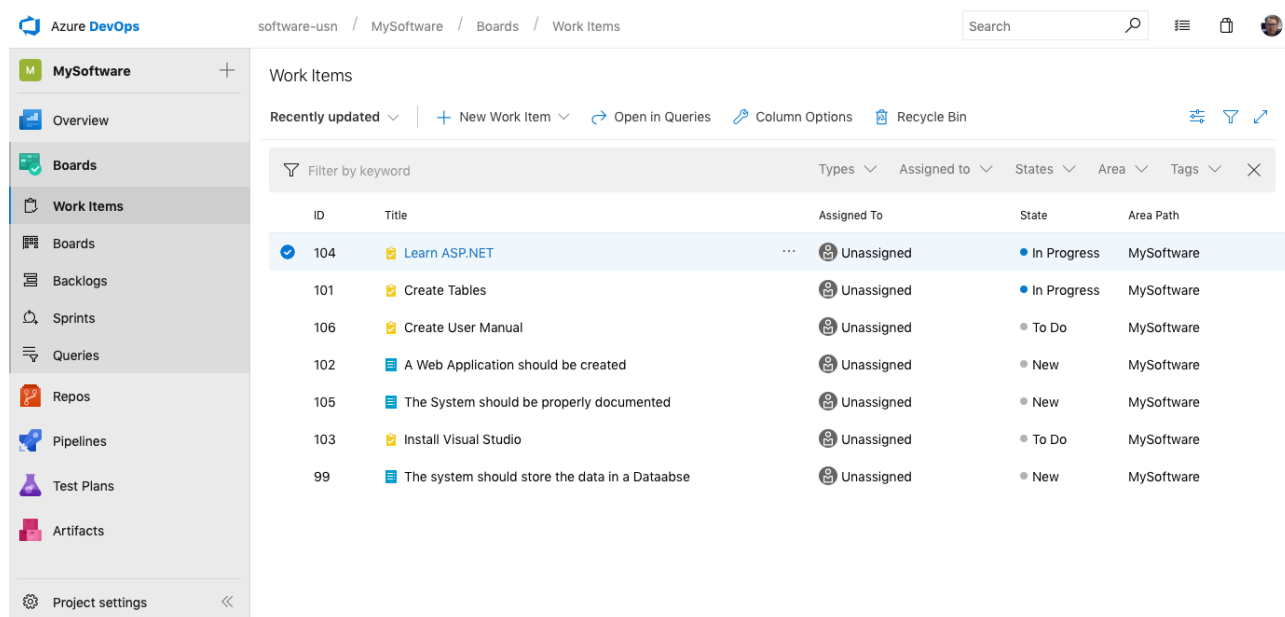 Azure DevOps software-usn / MySoftware / Boards / Work Items Search
M MySoftware
Work Items
Recently updated New Work Item Open in Queries Column Options Recycle Bin
Overview
Boards
Filter by keyword Types Assigned to States Area Tags
Work Items
ID Title Assigned To State Area Path
Boards
104 Learn ASP.NET ... Unassigned In Progress MySoftware
Backlogs
101 Create Tables Unassigned In Progress MySoftware
Sprints
106 Create User Manual Unassigned To Do MySoftware
Queries
102 A Web Application should be created Unassigned New MySoftware
Repos
105 The System should be properly documented Unassigned New MySoftware
Pipelines
103 Install Visual Studio Unassigned To Do MySoftware
Test Plans
99 The system should store the data in a Dataabse Unassigned New MySoftware
Artifacts
Project settings